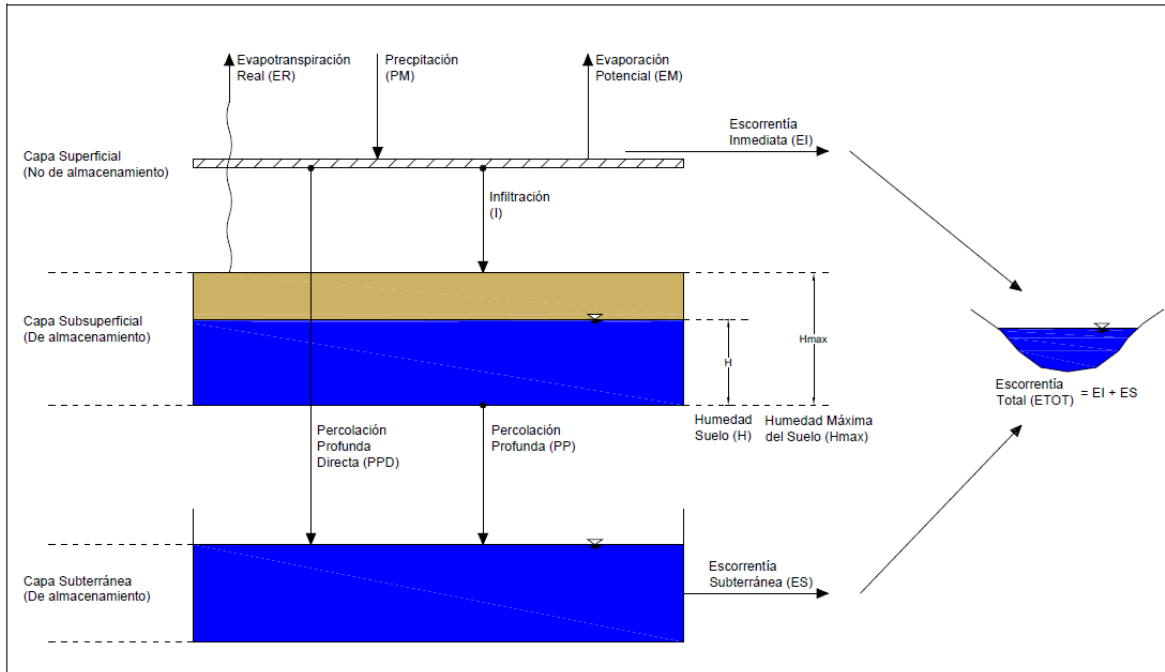 Evapotranspiración
Real (ER)
Precpitación
(PM)
Evaporación
Potencial (EM)
Escorrentía
Inmediata (EI)
Capa Superficial
(No de almacenamiento)
Infiltración
(I)
Capa Subsuperficial
(De almacenamiento)
H
Hmax
Humedad
Suelo (H)
Humedad Máxima
del Suelo (Hmax)
Escorrentía
Total (ETOT) = EI + ES
Percolación
Profunda
Directa (PPD)
Percolación
Profunda (PP)
Capa Subterránea
(De almacenamiento)
Escorrentía
Subterránea (ES)